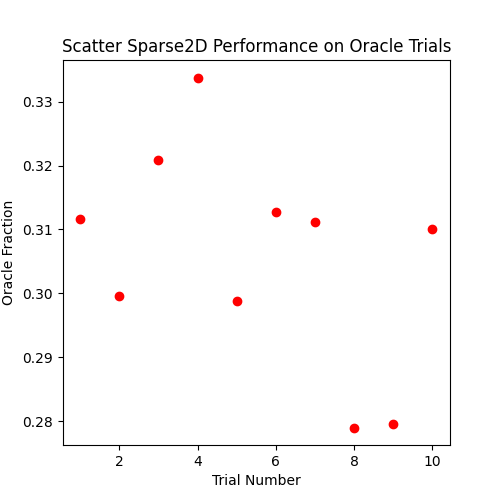 Scatter Sparse2D Performance on Oracle Trials
0.33
0.32
0.31
0.30
0.29
0.28
Oracle Fraction
2 4 6 8 10
Trial Number